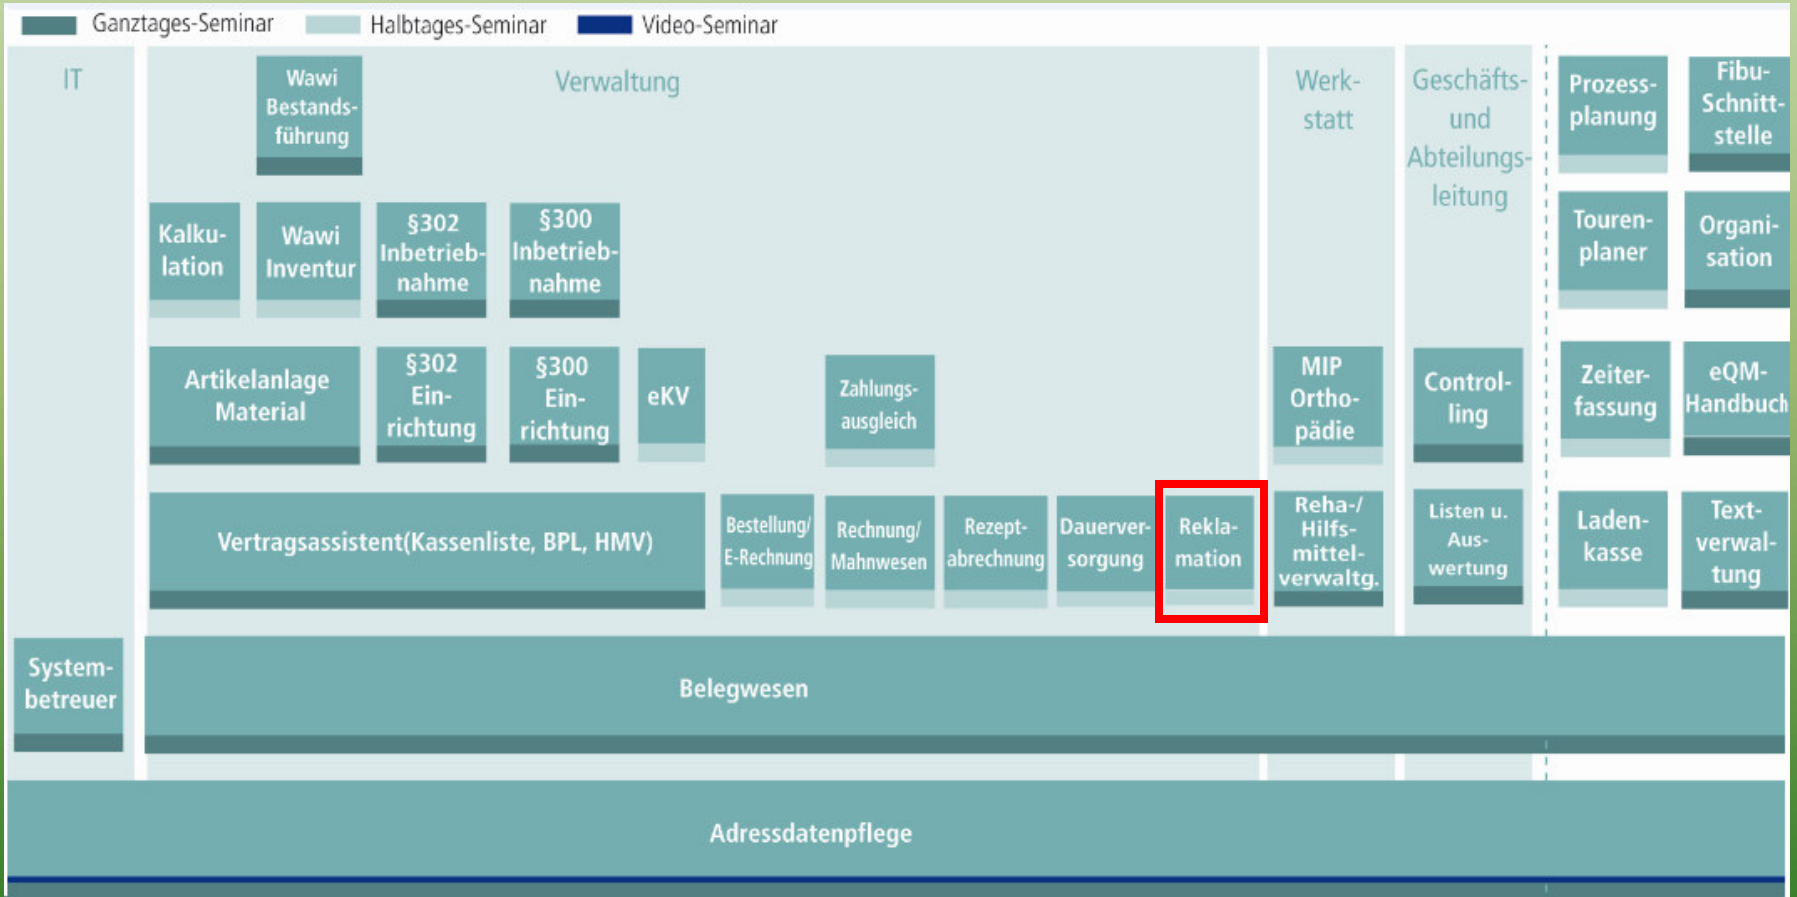 Ganztages-Seminar
Halbtages-Seminar
Video-Seminar
IT
Verwaltung
Werk-
statt
Geschäfts-
und
Abteilungs-
leitung
Wawi
Bestands-
führung
Prozess-
planung
Fibu-
Schnitt-
stelle
Kalku-
lation
Wawi
Inventur
§302
Inbetrieb-
nahme
§300
Inbetrieb-
nahme
Touren-
planer
Organi-
sation
Artikelanlage
Material
§302
Ein-
richtung
§300
Ein-
richtung
eKV
Zahlungs-
ausgleich
MIP
Ortho-
pädie
Control-
ling
Zeiter-
fassung
eQM-
Handbuch
Vertragsassistent(Kassenliste, BPL, HMV)
Bestellung/
E-Rechnung
Rechnung/
Mahnwesen
Rezept-
abrechnung
Dauerver-
sorgung
Rekla-
mation
Reha-/
Hilfs-
mittel-
verwaltg.
Listen u.
Aus-
wertung
Laden-
kasse
Text-
verwal-
tung
System-
betreuer
Belegwesen
Adressdatenpflege